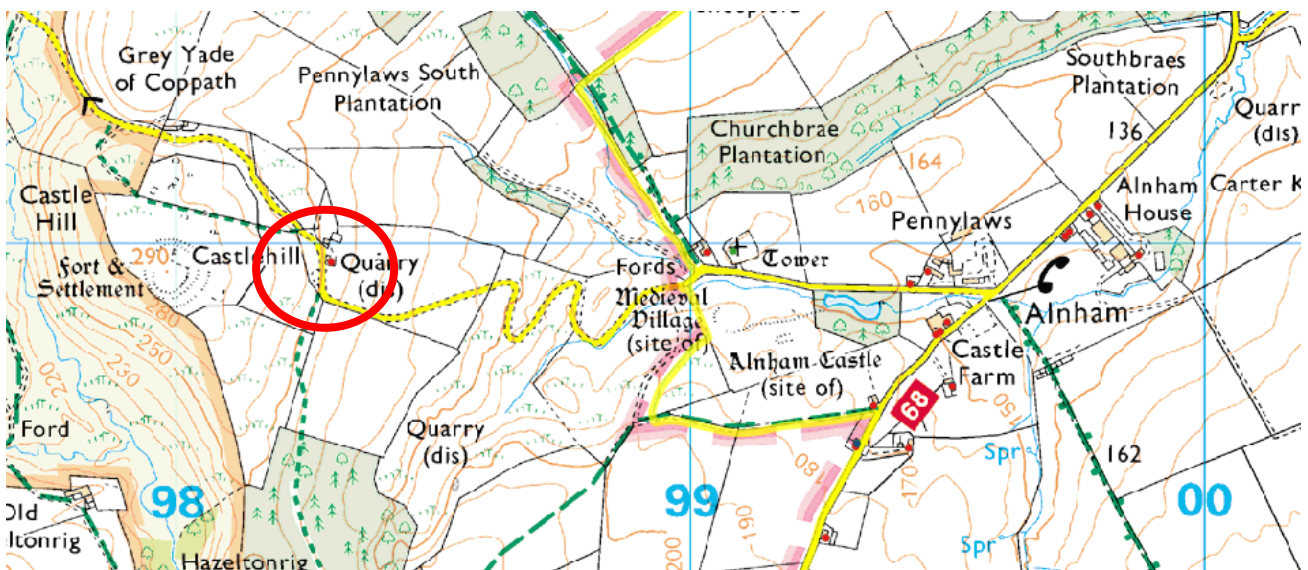 Grey Yade
of Coppath
Pennylaws South
Plantation
Southbraes
Plantation
136
Quarry
(dis)
Churchbrae
Plantation
164
160
Castle
Hill
Alnham
House
Carter K
Pennylaws
290
Castlehill
Quarry
(dis)
Fort &
Settlement
280
250
230
220
Fords
Tower
Medieval
Village
(site of)
Alnham
Alnham Castle
(site of)
Castle
Farm
68
150
Ford
Quarry
(dis)
Spr
162
180
170
98
99
00
190
200
Old
eltonrig
Hazeltonrig
Spr